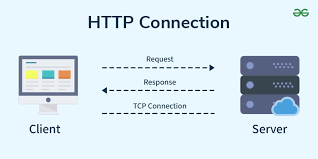 HTTP Connection
Request
Response
TCP Connection
Client
Server